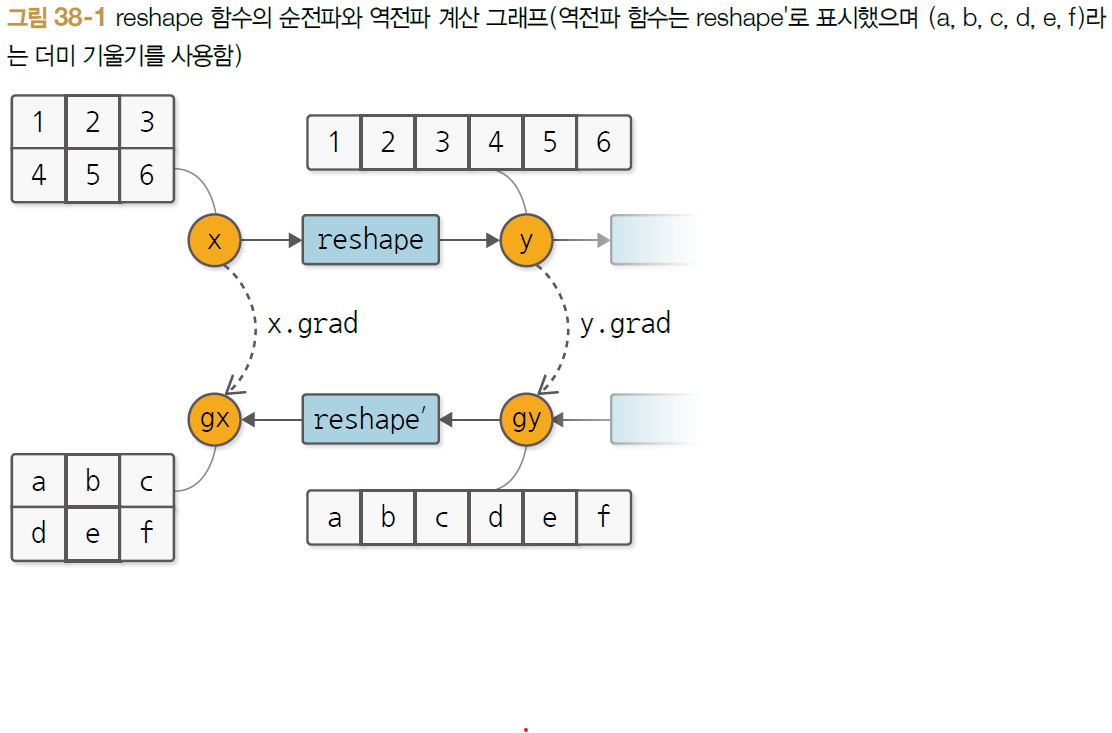 그림 38-1 reshape 함수의 순전파와 역전파 계산 그래프(역전파 함수는 reshape'로 표시했으며 (a, b, c, d, e, f)라
는 더미 기울기를 사용함)
1 2 3
4 5 6
1 2 3 4 5 6
x reshape y
x.grad y.grad
gx reshape′ gy
a b c
d e f
a b c d e f